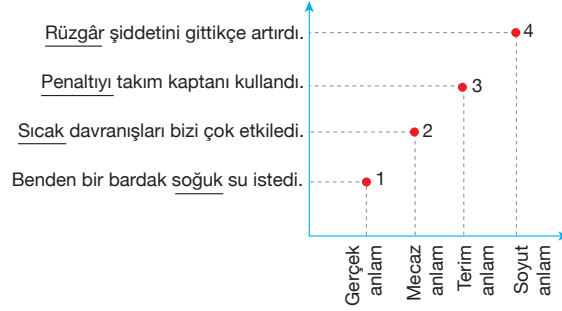 Rüzgâr şiddetini gittikçe artırdı.
4
Penaltıyı takım kaptanı kullandı.
3
Sıcak davranışları bizi çok etkiledi.
2
Benden bir bardak soğuk su istedi.
1
Gerçek
anlam
Mecaz
anlam
Terim
anlam
Soyut
anlam